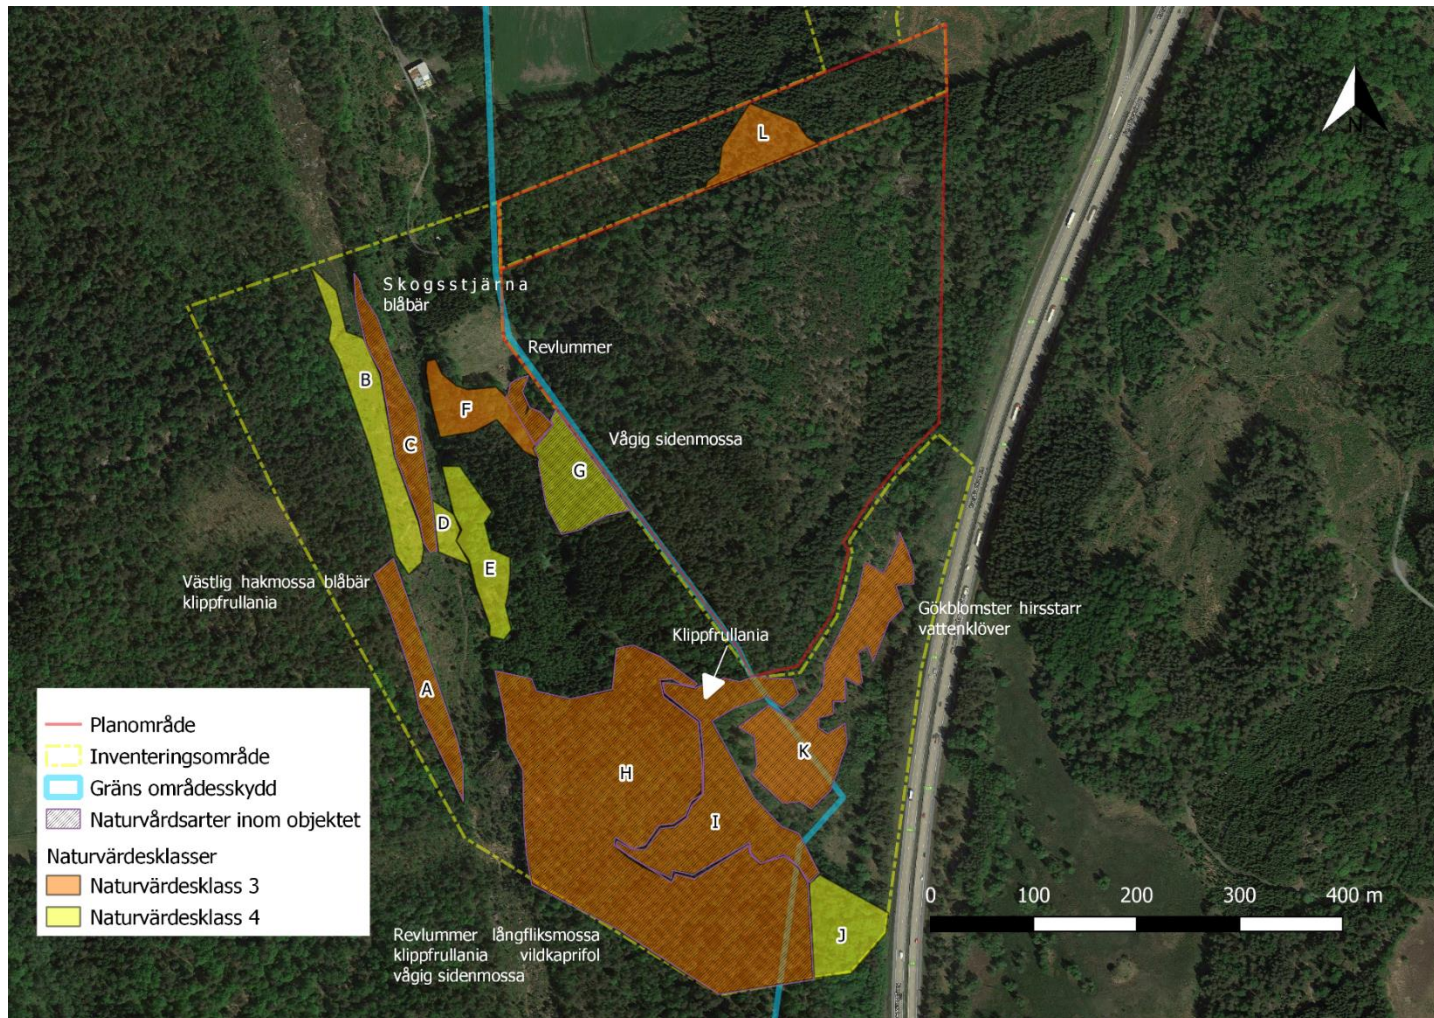 L
N
Skogsstjärna
blåbär
Revlummer
B
F
C
Vågig sidenmossa
G
D
E
Västlig hakmossa blåbär
klippfrullania
Gökblomster hirsstarr
vattenklöver
Klippfrullania
A
K
H
I
J
Planområde
Inventeringsområde
Gräns områdesskydd
Naturvårdsarter inom objektet
Naturvärdesklasser
Naturvärdesklass 3
Naturvärdesklass 4
0 100 200 300 400 m
Revlummer långfliksmossa
klippfrullania vildkaprifol
vågig sidenmossa